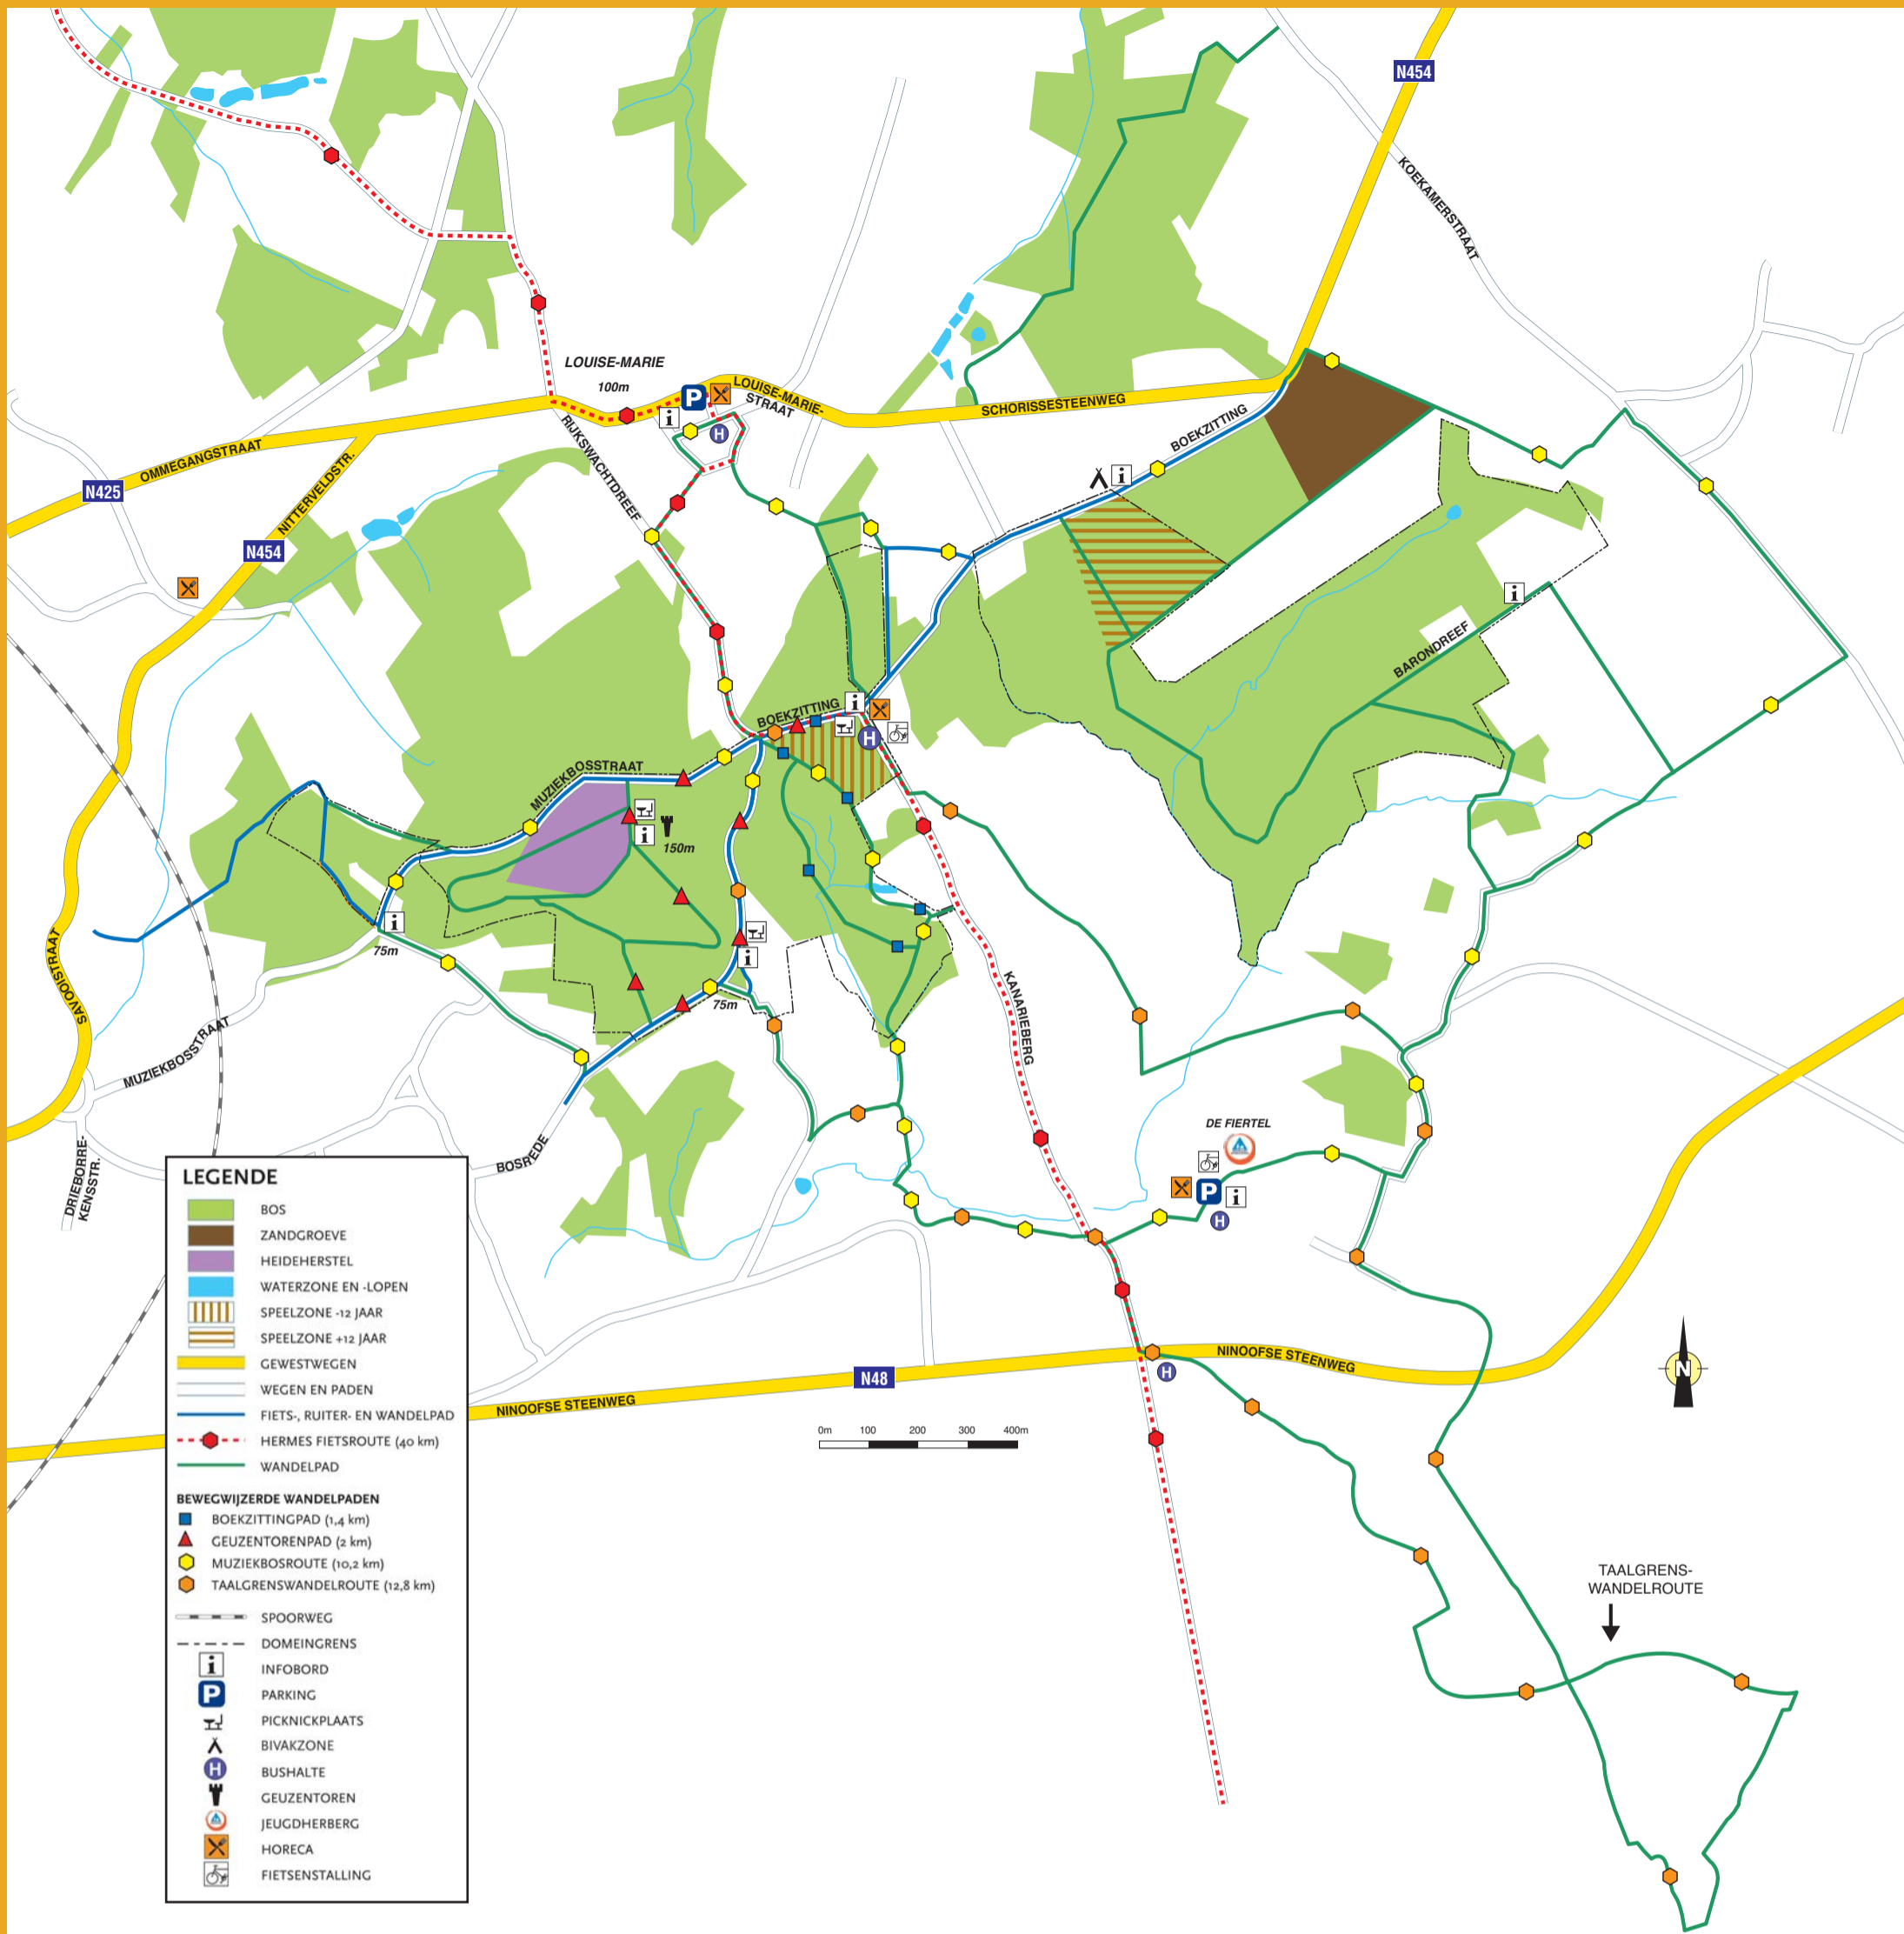 N454
KOEKAMERSTRAAT
LOUISE-MARIE
100m
P
LOUISE-MARIE-
STRAAT
SCHORISSESTEENWEG
i
H
BOEKZITTING
i
OMMEGANGSTRAAT
N425
NITTERVELDSTR.
N454
RIJKSWACHTDREEF
i
BARONDREEF
BOEKZITTING
i
H
MUZIEKBOSSTRAAT
i
150m
i
75m
i
75m
SAVOOISTRAAT
MUZIEKBOSSTRAAT
KANARIEBERG
DRIEBORRE-
KENSSTR.
BOSREDE
DE FIERTEL
P
i
H
NINOOFSE STEENWEG
H
N48
NINOOFSE STEENWEG
N
0m 100 200 300 400m
TAALGRENS-
WANDELROUTE
LEGENDE
BOS
ZANDGROEVE
HEIDEHERSTEL
WATERZONE EN -LOPEN
SPEELZONE -12 JAAR
SPEELZONE +12 JAAR
GEWESTWEGEN
WEGEN EN PADEN
FIETS-, RUITER- EN WANDELPAD
HERMES FIETSROUTE (40 km)
WANDELPAD
BEWEGWIJZERDE WANDELPADEN
BOEKZITTINGPAD (1,4 km)
GEUZENTORENPAD (2 km)
MUZIEKBOSROUTE (10,2 km)
TAALGRENSWANDELROUTE (12,8 km)
SPOORWEG
DOMEINGRENS
i INFOBORD
P PARKING
PICKNICKPLAATS
BIVAKZONE
H BUSHALTE
GEUZENTOREN
JEUGDHERBERG
HORECA
FIETSENSTALLING